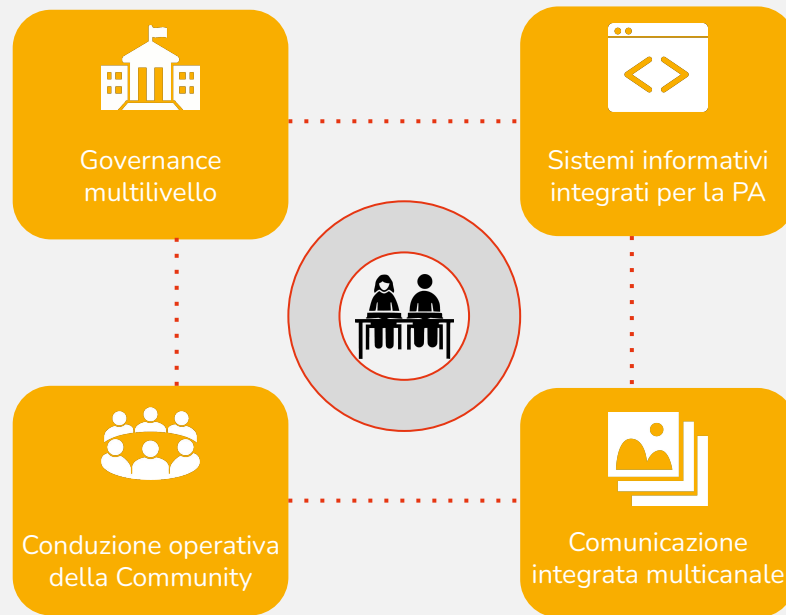 Governance
multilivello
Sistemi informativi
integrati per la PA
Conduzione operativa
della Community
Comunicazione
integrata multicanale